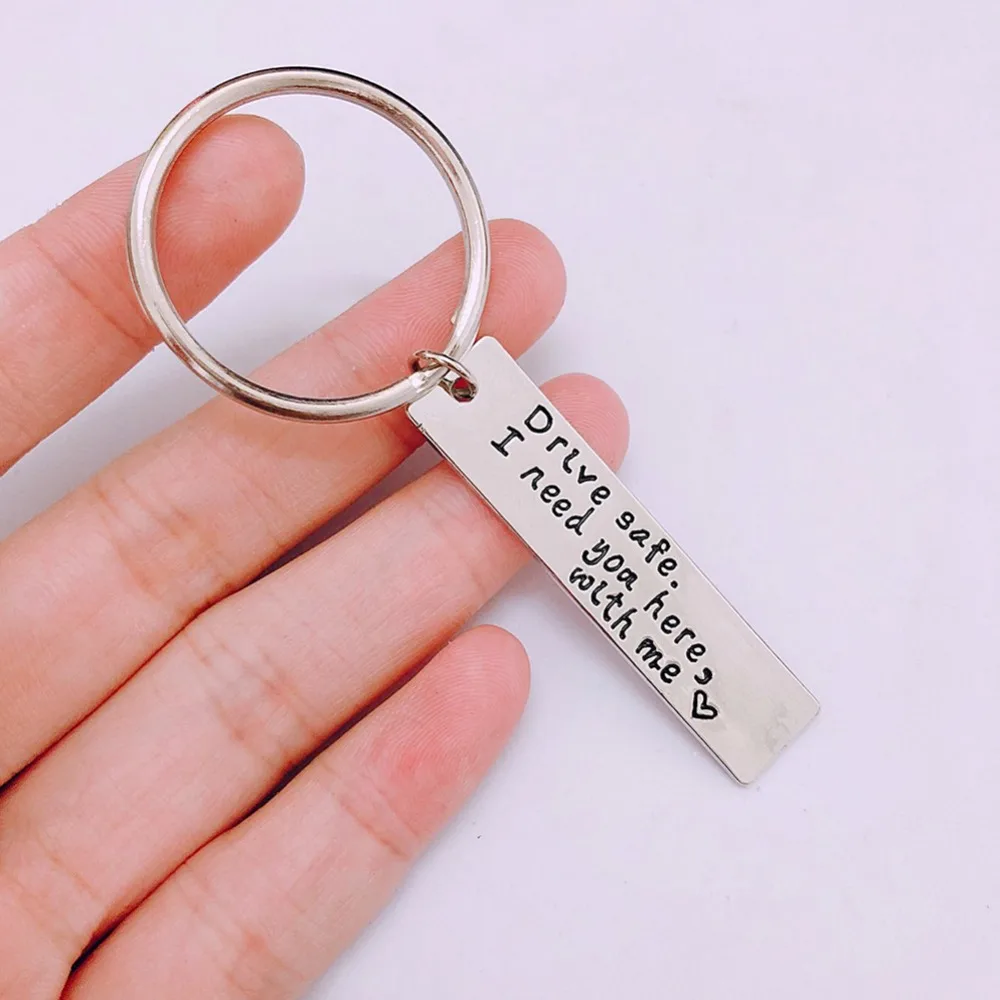 Drive safe.
I need you here,
with me ♡